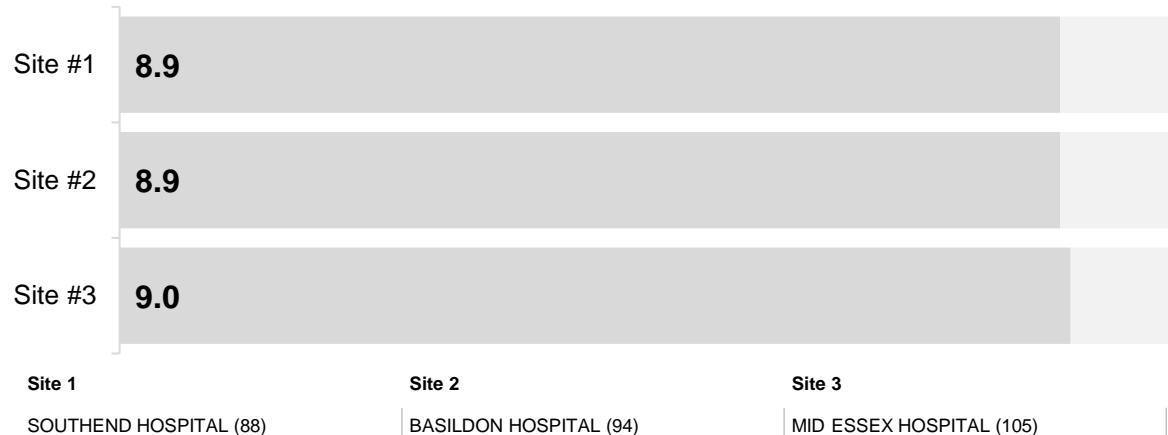 Site #1 8.9
Site #2 8.9
Site #3 9.0
Site 1 Site 2 Site 3
SOUTHEND HOSPITAL (88) BASILDON HOSPITAL (94) MID ESSEX HOSPITAL (105)